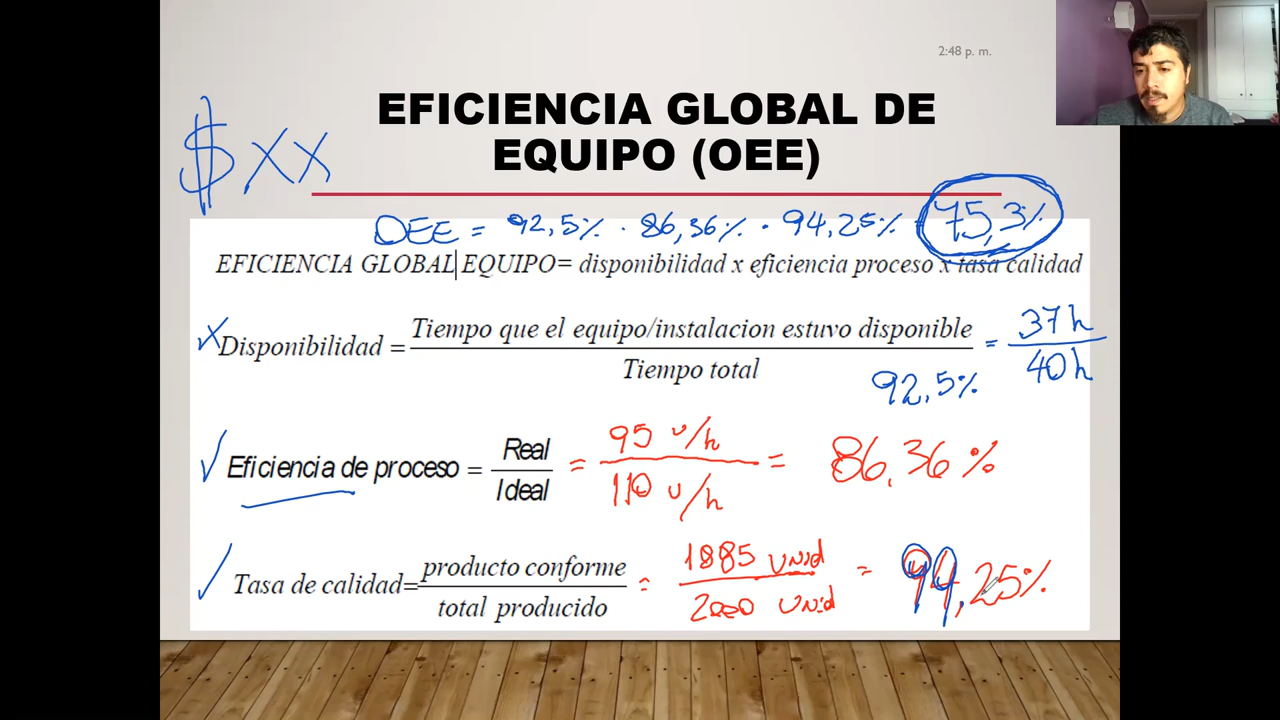 2:48 p. m.
EFICIENCIA GLOBAL DE
EQUIPO (OEE)
$ XX
OEE = 92,5% · 86,36% · 94,25% = 75,3%
EFICIENCIA GLOBAL EQUIPO= disponibilidad x eficiencia proceso x tasa calidad
Disponibilidad = Tiempo que el equipo/instalacion estuvo disponible = 37 h
Tiempo total 40 h
92,5%
Eficiencia de proceso = Real = 95 u/h = 86,36 %
Ideal 110 u/h
Tasa de calidad= producto conforme = 1885 Unid = 94,25%
total producido 2000 Unid